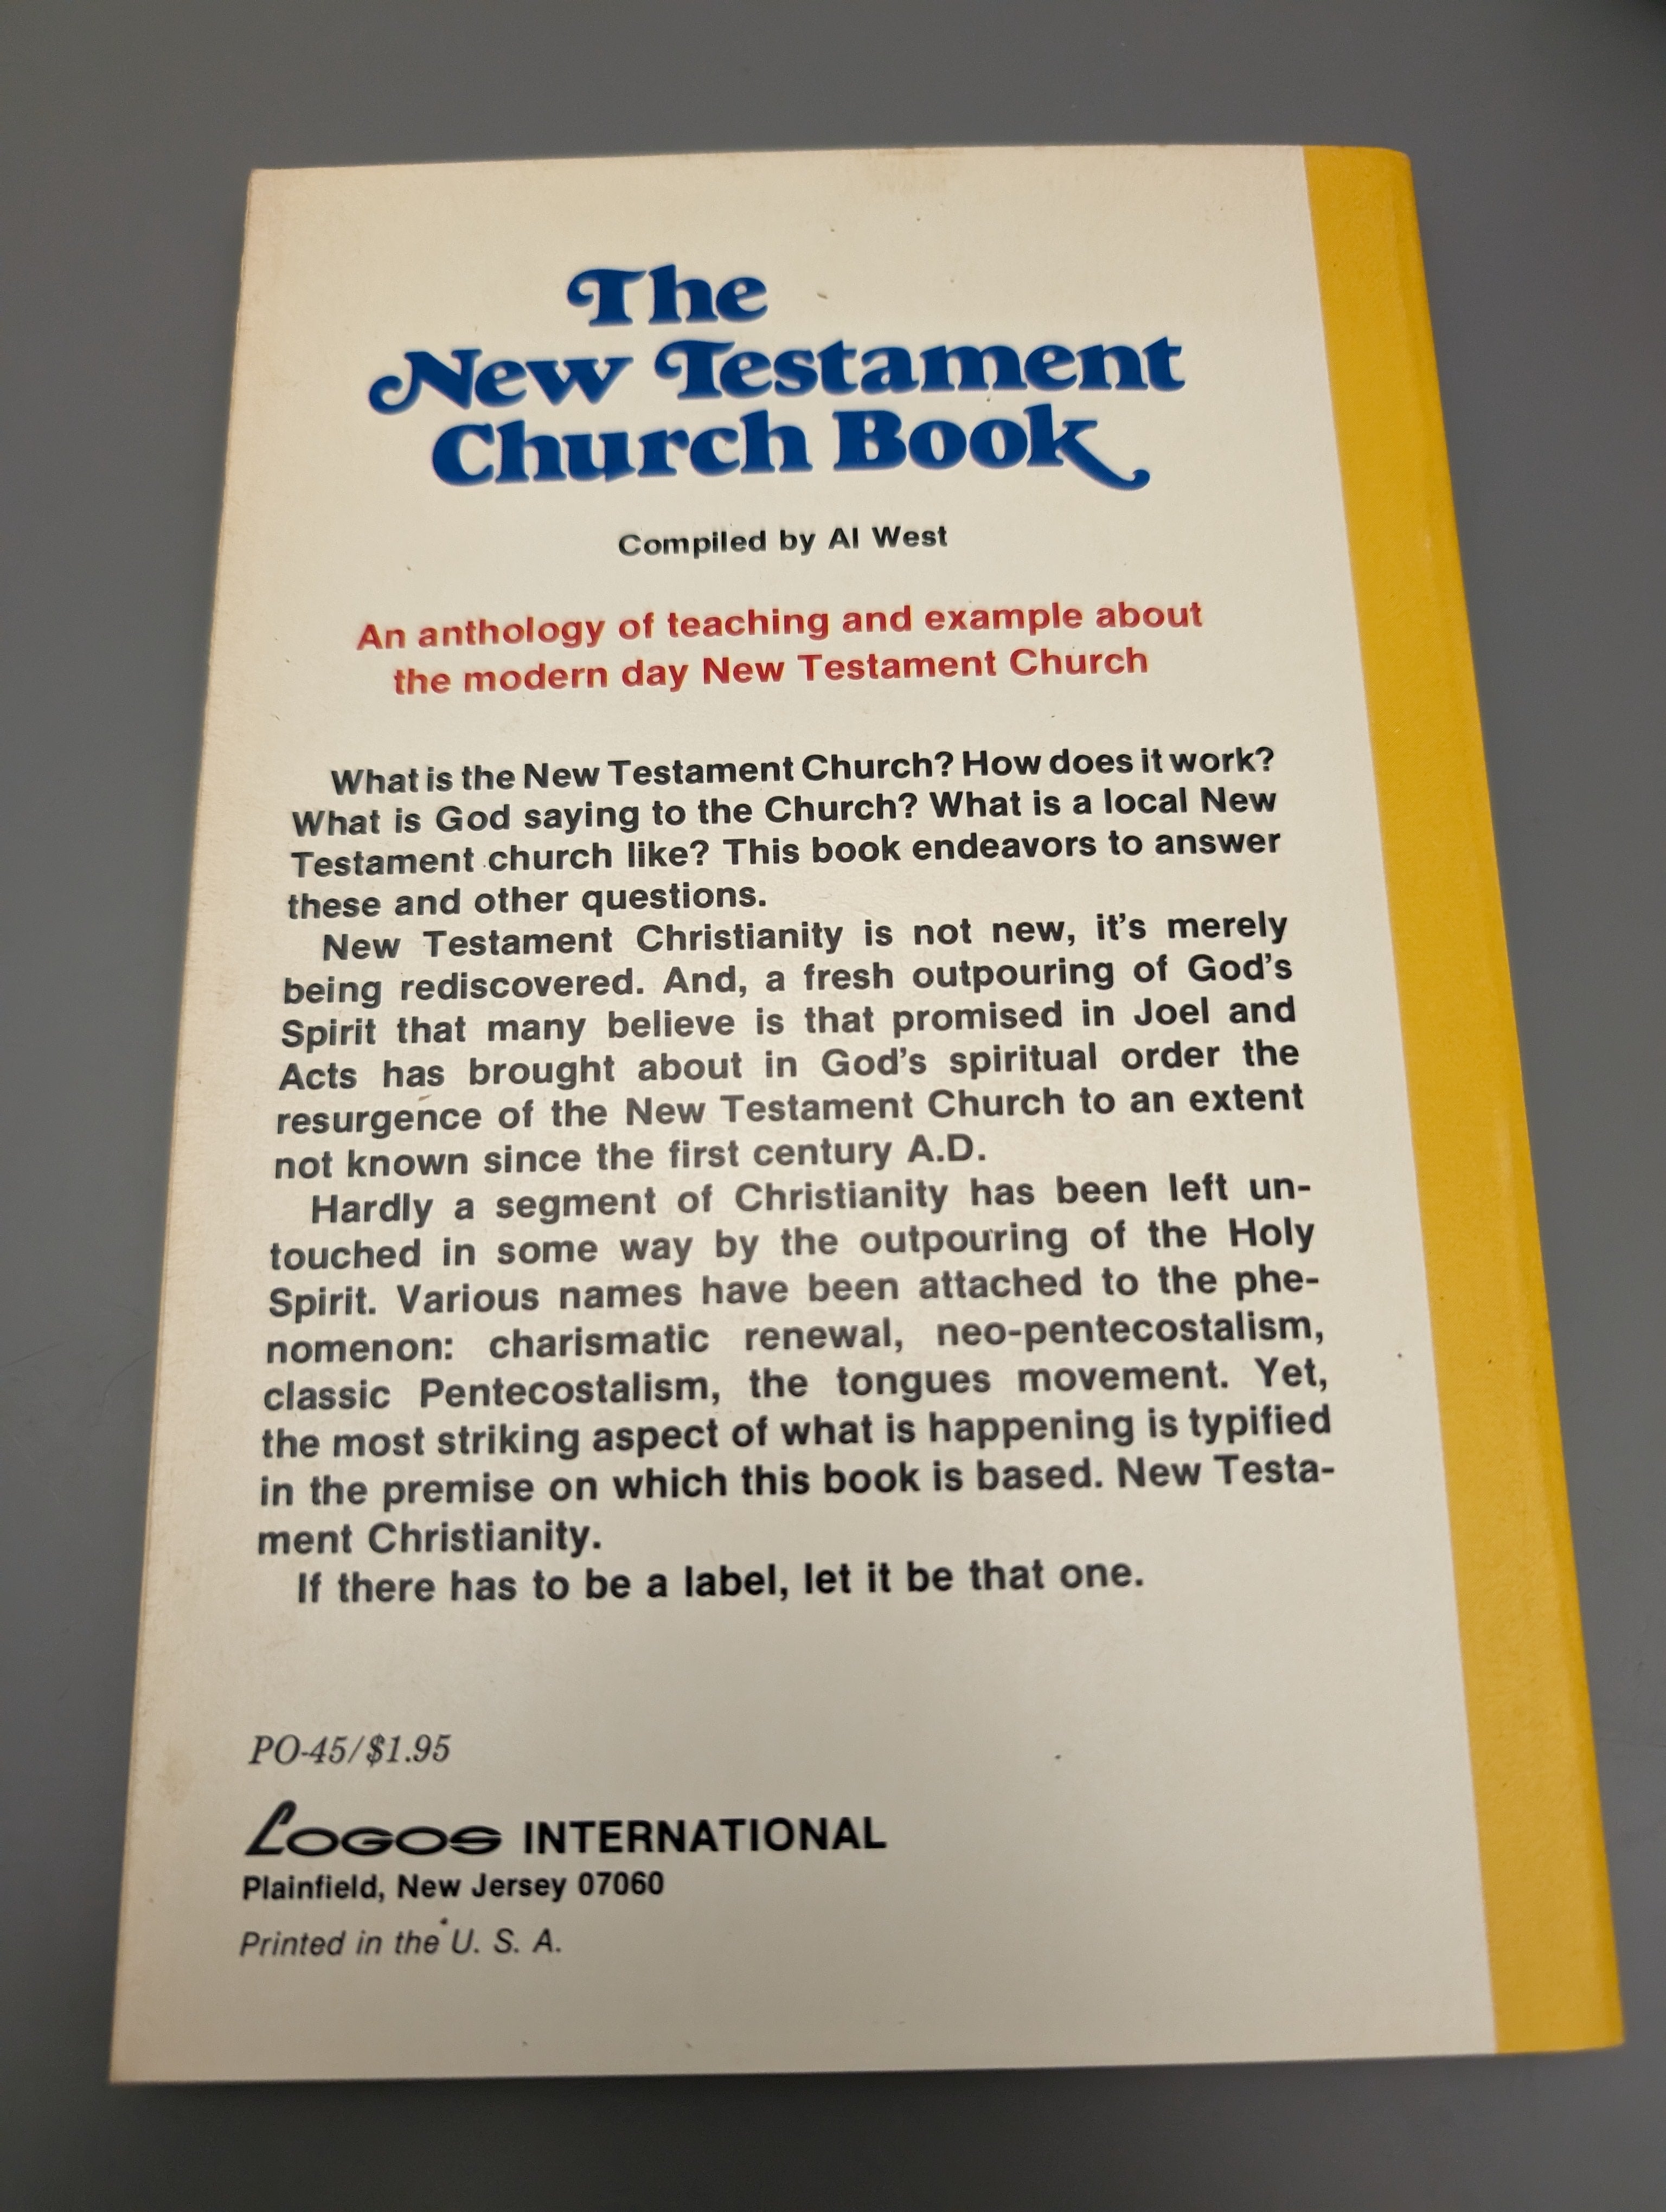 The
New Testament
Church Book
Compiled by Al West
An anthology of teaching and example about
the modern day New Testament Church
What is the New Testament Church? How does it work?
What is God saying to the Church? What is a local New
Testament church like? This book endeavors to answer
these and other questions.
New Testament Christianity is not new, it's merely
being rediscovered. And, a fresh outpouring of God's
Spirit that many believe is that promised in Joel and
Acts has brought about in God's spiritual order the
resurgence of the New Testament Church to an extent
not known since the first century A.D.
Hardly a segment of Christianity has been left un-
touched in some way by the outpouring of the Holy
Spirit. Various names have been attached to the phe-
nomenon: charismatic renewal, neo-pentecostalism,
classic Pentecostalism, the tongues movement. Yet,
the most striking aspect of what is happening is typified
in the premise on which this book is based. New Testa-
ment Christianity.
If there has to be a label, let it be that one.
PO-45/$1.95
LOGOS INTERNATIONAL
Plainfield, New Jersey 07060
Printed in the U. S. A.